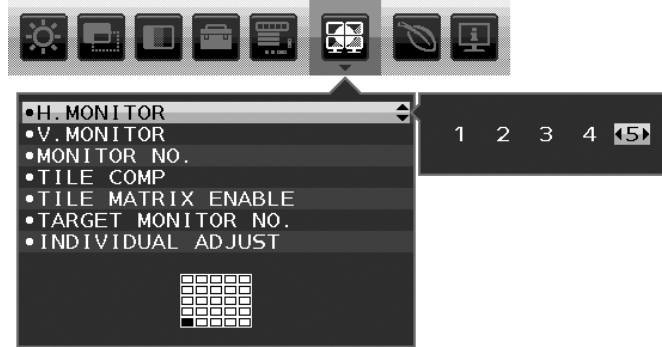 •H.MONITOR
1 2 3 4 5
•V.MONITOR
•MONITOR NO.
•TILE COMP
•TILE MATRIX ENABLE
•TARGET MONITOR NO.
•INDIVIDUAL ADJUST